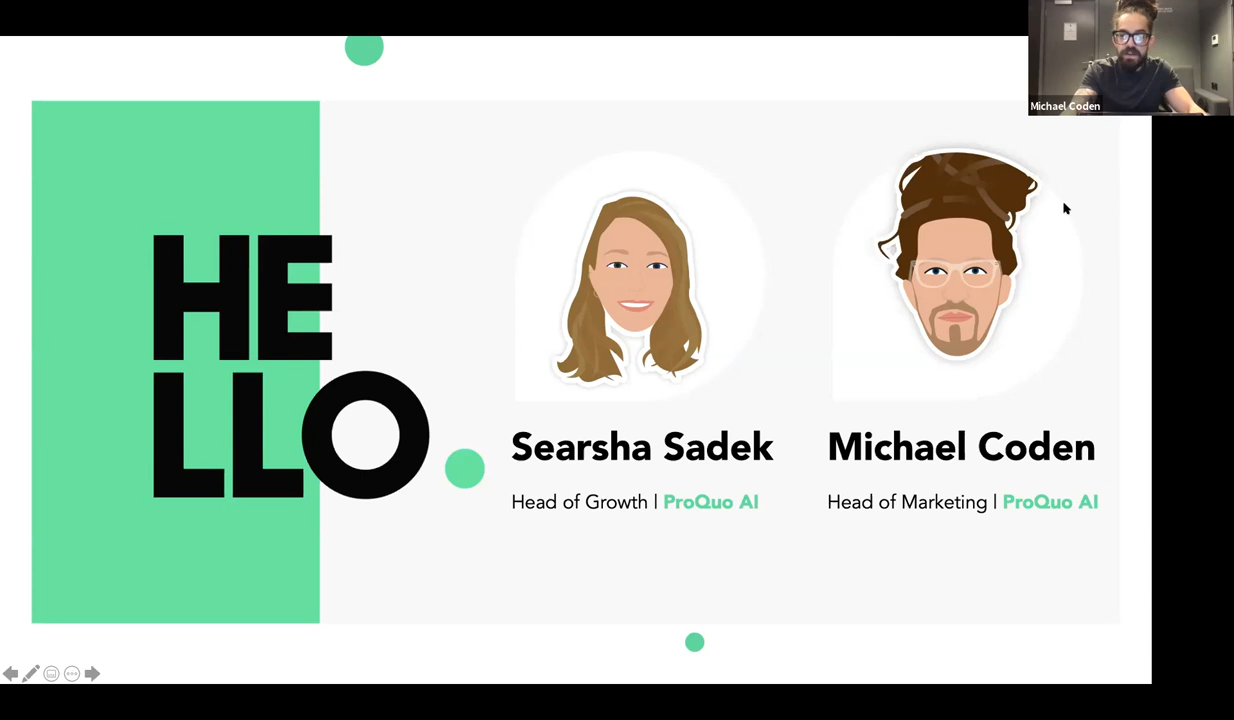 Michael Coden
HE
LLO.
Searsha Sadek
Head of Growth | ProQuo AI
Michael Coden
Head of Marketing | ProQuo AI